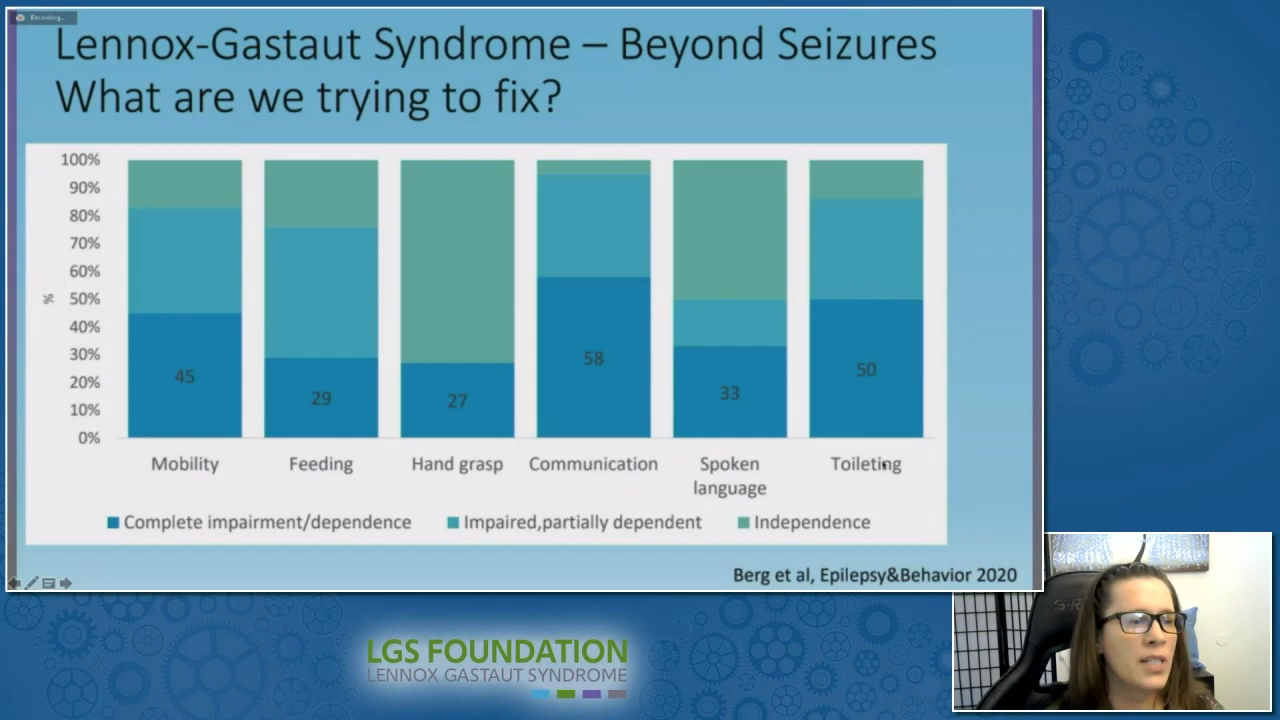 Recording...
Lennox-Gastaut Syndrome – Beyond Seizures
What are we trying to fix?
100%
90%
80%
70%
60%
50%
40%
30%
20%
10%
0%
%
45
29
27
58
33
50
Mobility
Feeding
Hand grasp
Communication
Spoken
language
Toileting
Complete impairment/dependence
Impaired,partially dependent
Independence
Berg et al, Epilepsy&Behavior 2020
LGS FOUNDATION
LENNOX GASTAUT SYNDROME